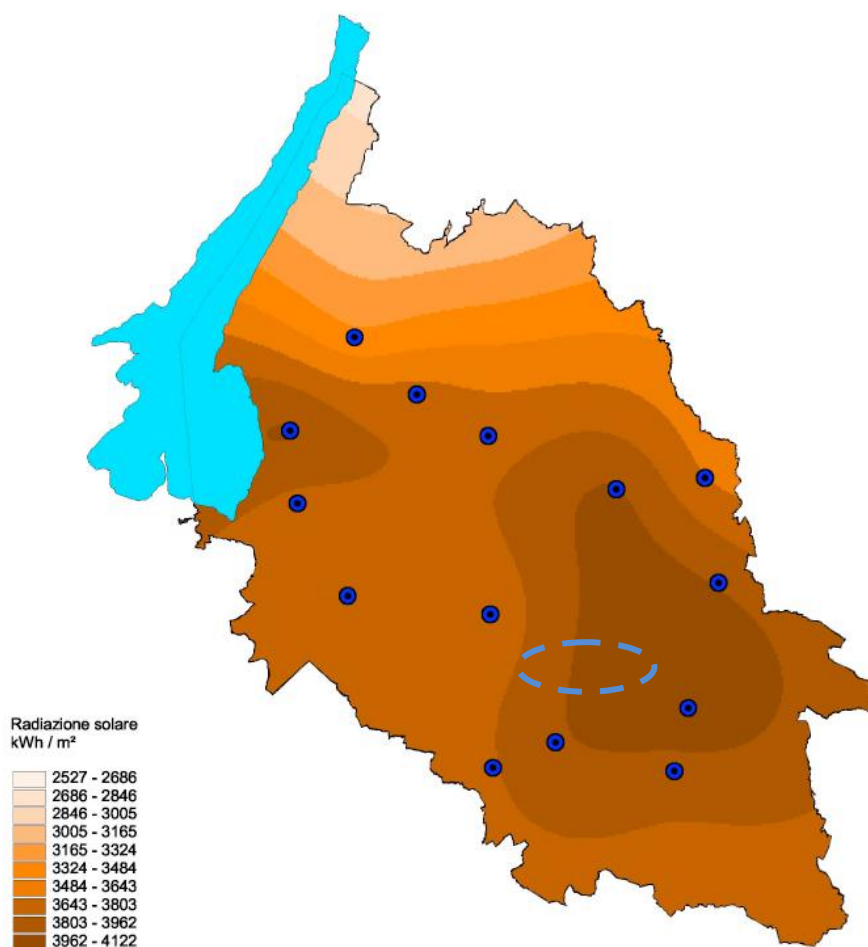 Radiazione solare
kWh / m²
2527 - 2686
2686 - 2846
2846 - 3005
3005 - 3165
3165 - 3324
3324 - 3484
3484 - 3643
3643 - 3803
3803 - 3962
3962 - 4122